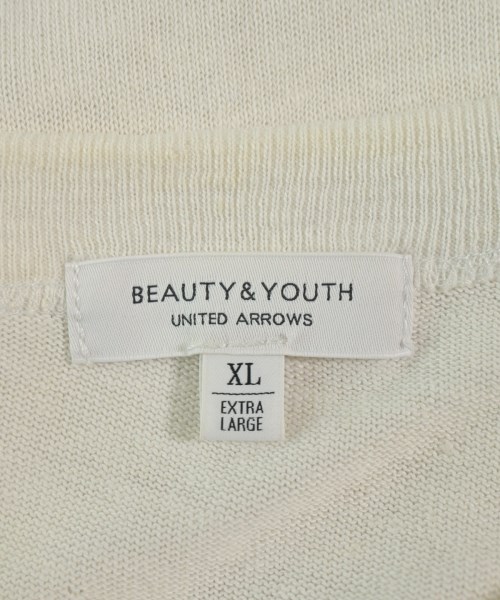 BEAUTY&YOUTH
UNITED ARROWS
XL
EXTRA
LARGE